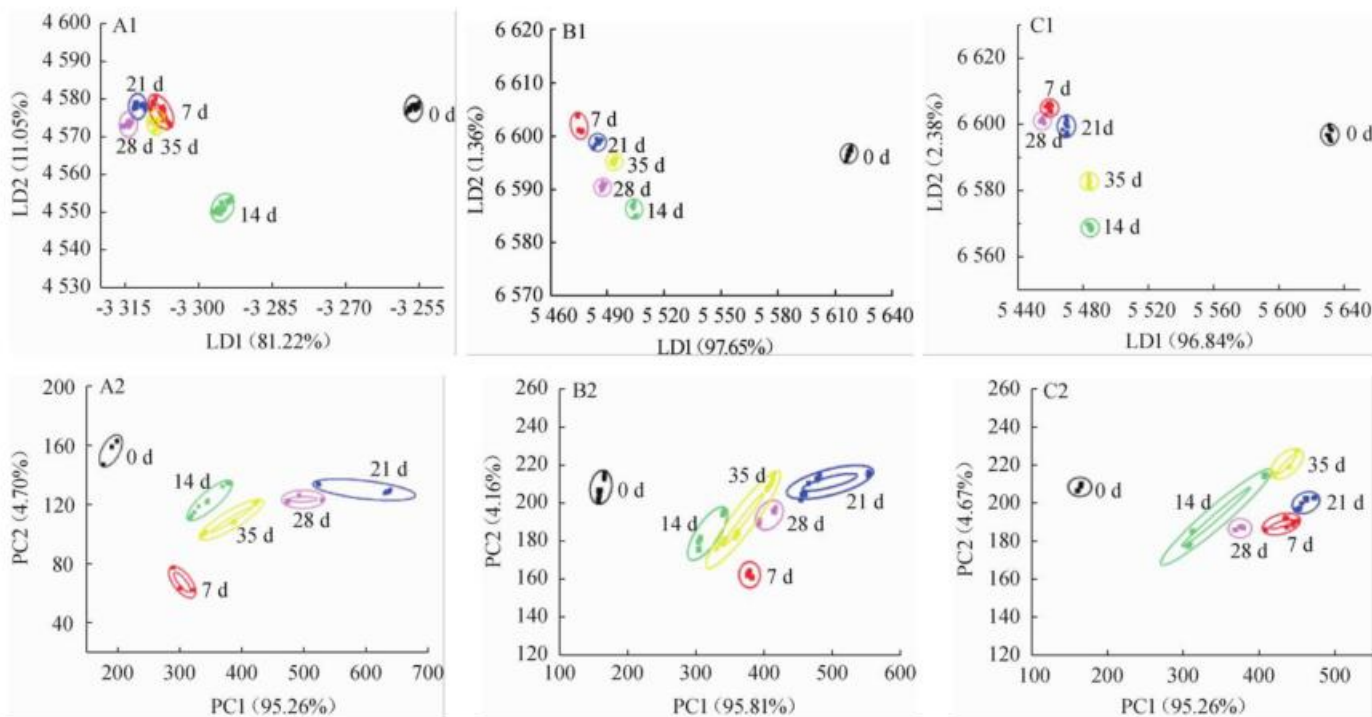 A1
4 600
4 590
4 580
4 570
4 560
4 550
4 540
4 530
LD2 (11.05%)
21 d
7 d
0 d
28 d
35 d
14 d
-3 315
-3 300
-3 285
-3 270
-3 255
LD1 (81.22%)
B1
6 620
6 610
6 600
6 590
6 580
6 570
LD2 (1.36%)
7 d
21 d
35 d
28 d
14 d
0 d
5 460
5 490
5 520
5 550
5 580
5 610
5 640
LD1 (97.65%)
C1
6 620
6 600
6 580
6 560
LD2 (2.38%)
7 d
28 d
21d
0 d
35 d
14 d
5 440
5 480
5 520
5 560
5 600
5 640
LD1 (96.84%)
A2
200
160
120
80
40
PC2 (4.70%)
0 d
14 d
21 d
28 d
35 d
7 d
200
300
400
500
600
700
PC1 (95.26%)
B2
260
240
220
200
180
160
140
120
PC2 (4.16%)
0 d
35 d
21 d
14 d
28 d
7 d
100
200
300
400
500
600
PC1 (95.81%)
C2
260
240
220
200
180
160
140
120
PC2 (4.67%)
0 d
35 d
14 d
21 d
28 d
7 d
100
200
300
400
500
PC1 (95.26%)